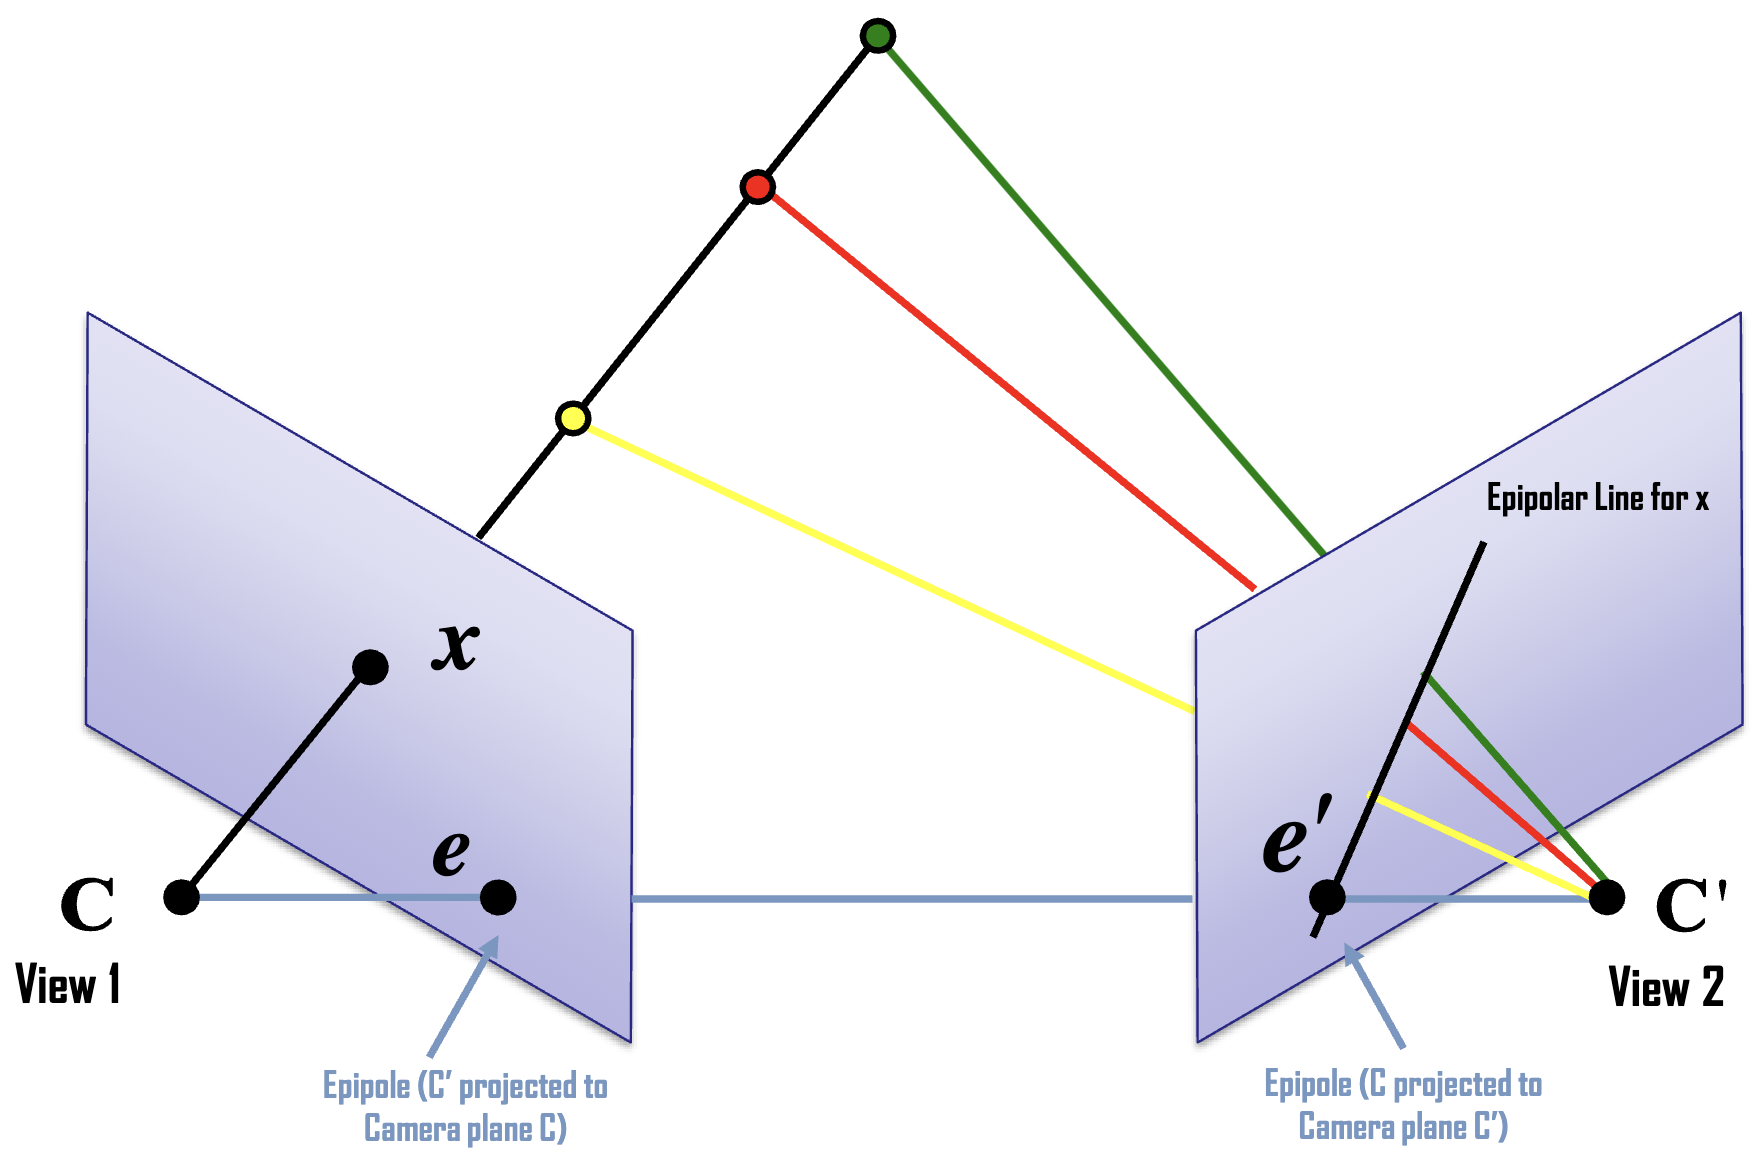 Epipolar Line for x
x
e
e'
C
C'
View 1
View 2
Epipole (C' projected to
Camera plane C)
Epipole (C projected to
Camera plane C')